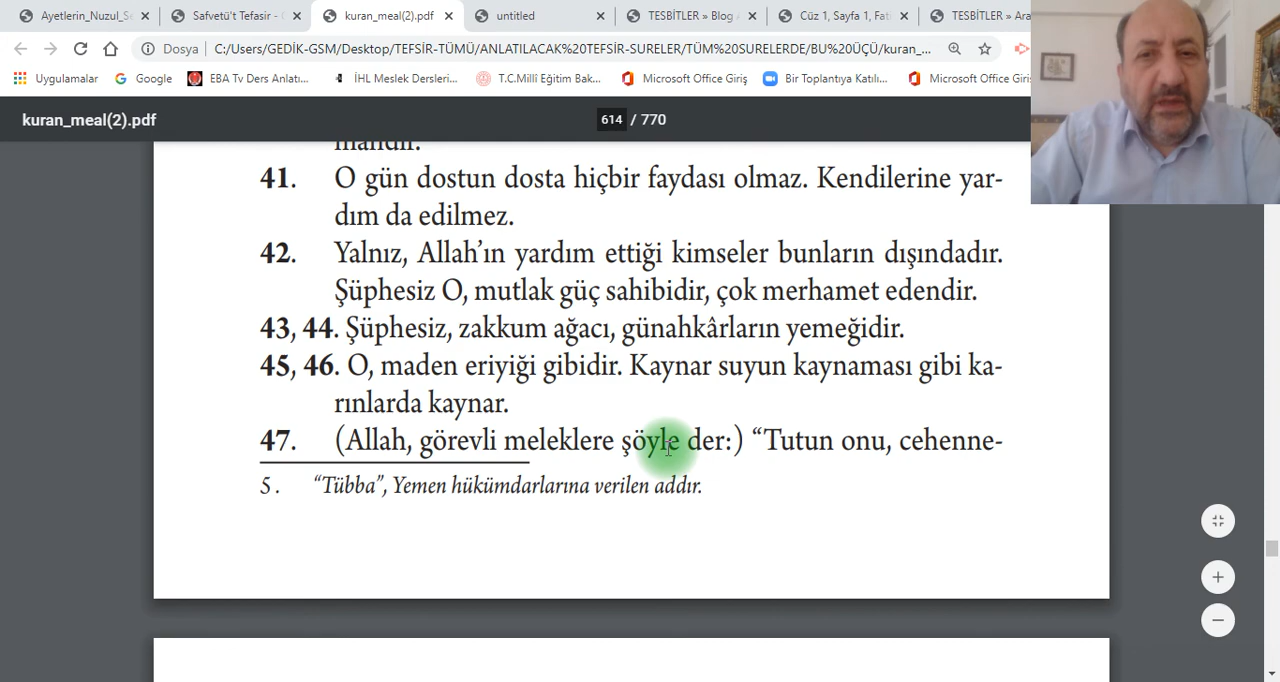 Ayetlerin_Nuzul_Se
Safvetü't Tefasir - (
kuran_meal(2).pdf
untitled
TESBİTLER » Blog A
Cüz 1, Sayfa 1, Fati
TESBİTLER » Ara
Dosya
C:/Users/GEDİK-GSM/Desktop/TEFSİR-TÜMÜ/ANLATILACAK%20TEFSİR-SURELER/TÜM%20SURELERDE/BU%20ÜÇÜ/kuran_...
Uygulamalar
Google
EBA Tv Ders Anlatı...
İHL Meslek Dersleri...
T.C.Millî Eğitim Bak...
Microsoft Office Giriş
Bir Toplantıya Katılı...
Microsoft Office Giriş
kuran_meal(2).pdf
614 / 770
mandır.
41. O gün dostun dosta hiçbir faydası olmaz. Kendilerine yar-
dım da edilmez.
42. Yalnız, Allah'ın yardım ettiği kimseler bunların dışındadır.
Şüphesiz O, mutlak güç sahibidir, çok merhamet edendir.
43, 44. Şüphesiz, zakkum ağacı, günahkârların yemeğidir.
45, 46. O, maden eriyiği gibidir. Kaynar suyun kaynaması gibi ka-
rınlarda kaynar.
47. (Allah, görevli meleklere şöyle der:) “Tutun onu, cehenne-
5. “Tübba”, Yemen hükümdarlarına verilen addır.